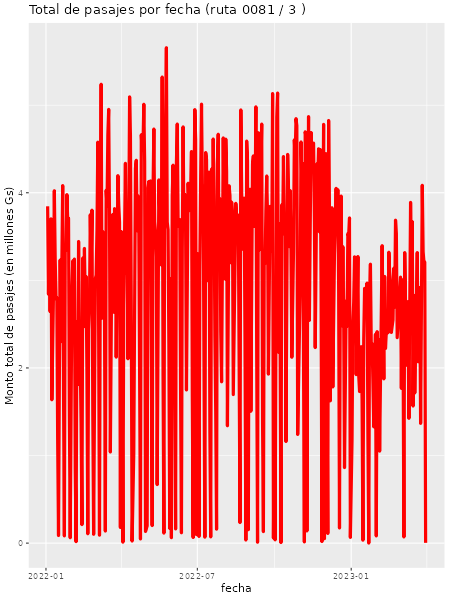 Total de pasajes por fecha (ruta 0081 / 3 )
Monto total de pasajes (en millones Gs)
4
2
0
2022-01 2022-07 2023-01
fecha